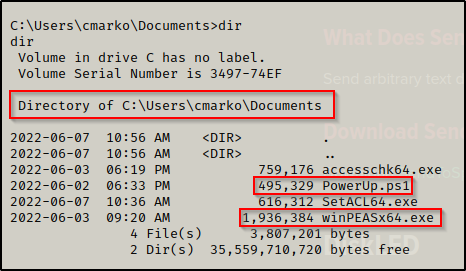 C:\Users\cmarko\Documents>dir
dir
 Volume in drive C has no label.
 Volume Serial Number is 3497-74EF

 Directory of C:\Users\cmarko\Documents

2022-06-07  10:56 AM    <DIR>          .
2022-06-07  10:56 AM    <DIR>          ..
2022-06-03  06:19 PM           759,176 accesschk64.exe
2022-06-02  06:33 PM           495,329 PowerUp.ps1
2022-06-07  10:36 AM           616,312 SetACL64.exe
2022-06-03  09:20 AM         1,936,384 winPEASx64.exe
               4 File(s)      3,807,201 bytes
               2 Dir(s)  35,559,710,720 bytes free
What Does Sen
Send arbitrary text c
Download Send